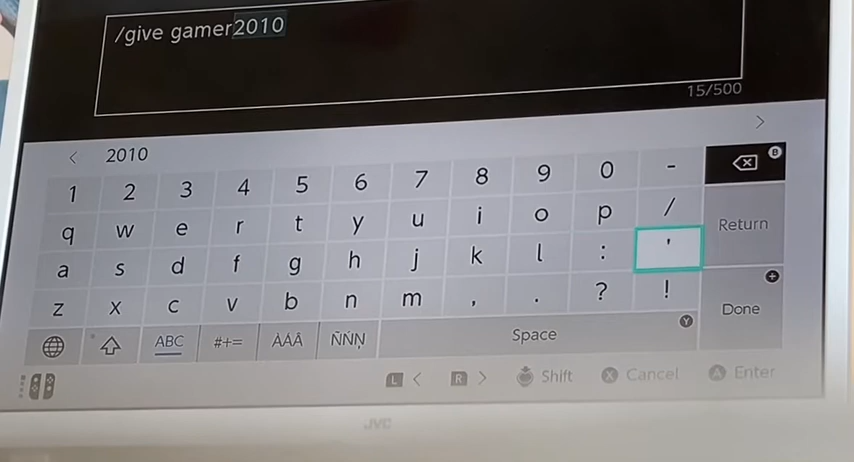 /give gamer2010
15/500
< 2010 >
1 2 3 4 5 6 7 8 9 0 - B
q w e r t y u i o p / Return
a s d f g h j k l : '
z x c v b n m , . ? ! + Done
ABC #+= ÀÁÂ ÑŃŅ Space Y
L < R > Shift X Cancel A Enter
JVC